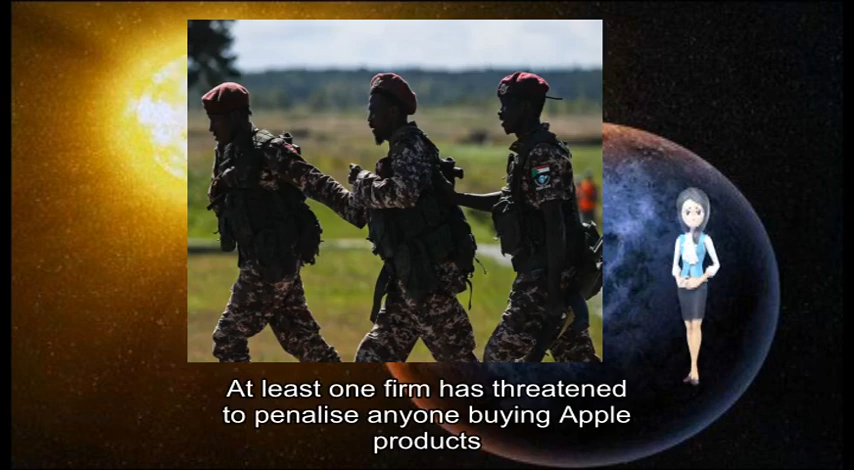 At least one firm has threatened
to penalise anyone buying Apple
products